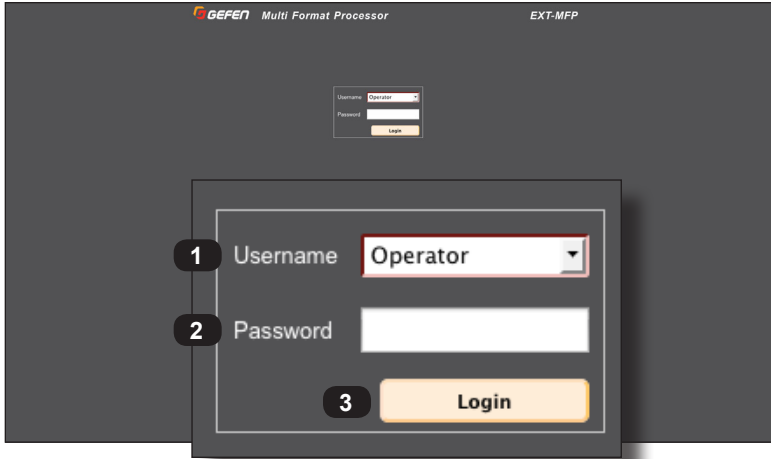 GEFEN Multi Format Processor EXT-MFP
Username Operator
Password
Login
1 Username Operator
2 Password
3 Login